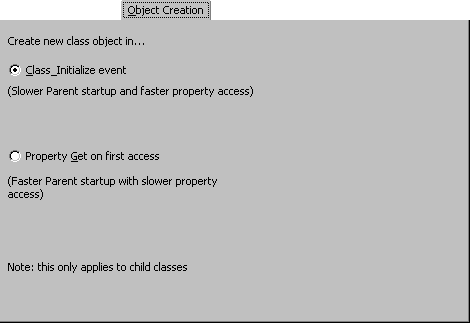 Object Creation
Create new class object in...
Class_Initialize event
(Slower Parent startup and faster property access)
Property Get on first access
(Faster Parent startup with slower property
access)
Note: this only applies to child classes